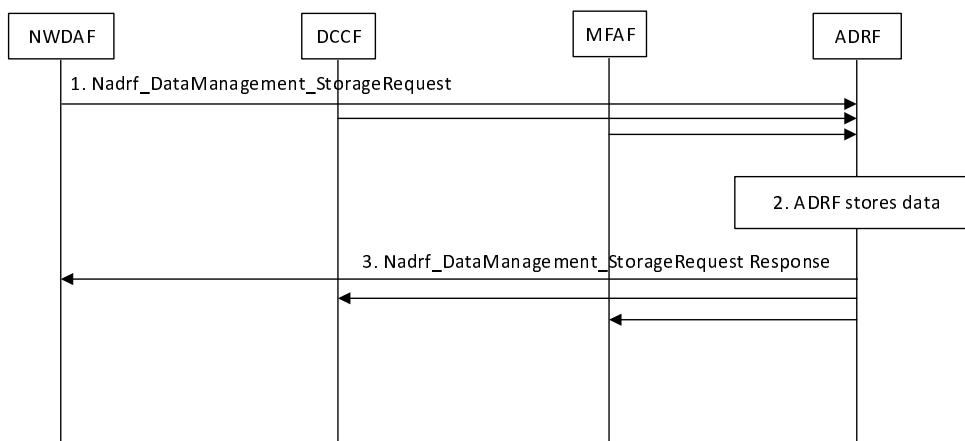 NWDAF
DCCF
MFAF
ADRF
1. Nadrf_DataManagement_StorageRequest
2. ADRF stores data
3. Nadrf_DataManagement_StorageRequest Response